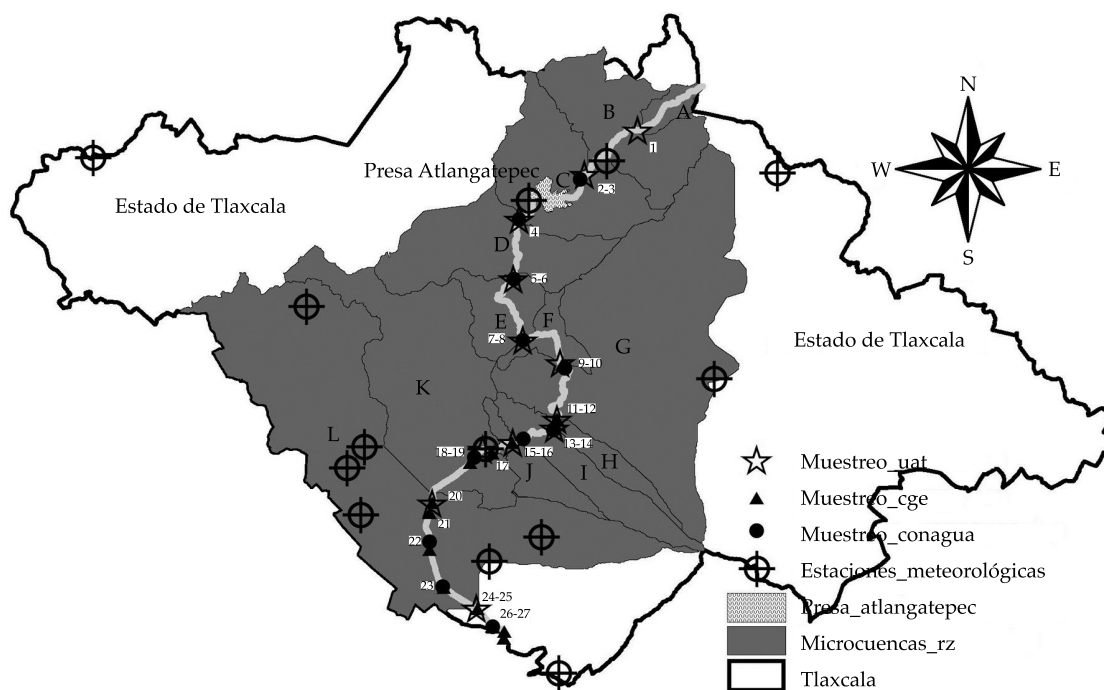 N
W
E
S
B
A
1
Presa Atlangatepec
C
2-3
Estado de Tlaxcala
4
D
5-6
E
F
7-8
G
Estado de Tlaxcala
9-10
K
11-12
13-14
L
18-19
15-16
17
H
J
I
20
21
22
23
24-25
26-27
Muestreo_uat
Muestreo_cge
Muestreo_conagua
Estaciones_meteorológicas
Presa_atlangatepec
Microcuencas_rz
Tlaxcala